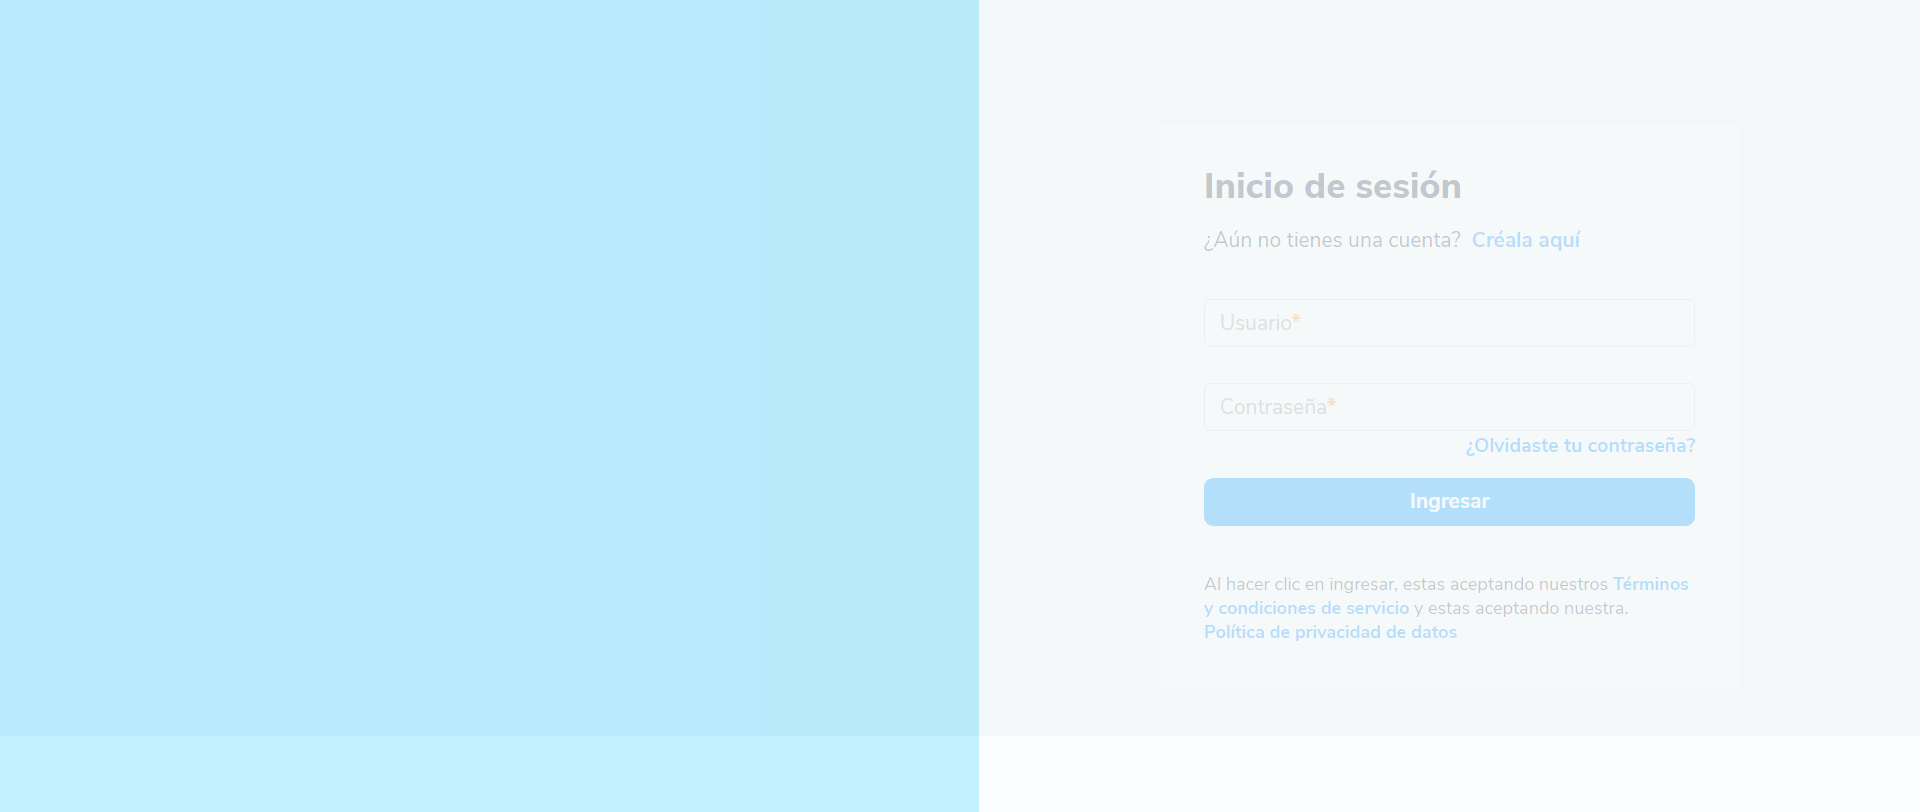 Inicio de sesión
¿Aún no tienes una cuenta? Créala aquí
Usuario*
Contraseña*
¿Olvidaste tu contraseña?
Ingresar
Al hacer clic en ingresar, estas aceptando nuestros Términos
y condiciones de servicio y estas aceptando nuestra.
Política de privacidad de datos